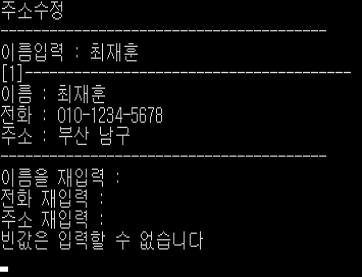 주소수정
----------------------------------------
이름입력 : 최재훈
[1]----------------------------------------
이름 : 최재훈
전화 : 010-1234-5678
주소 : 부산 남구
----------------------------------------
이름을 재입력 :
전화 재입력 :
주소 재입력 :
빈값은 입력할 수 없습니다